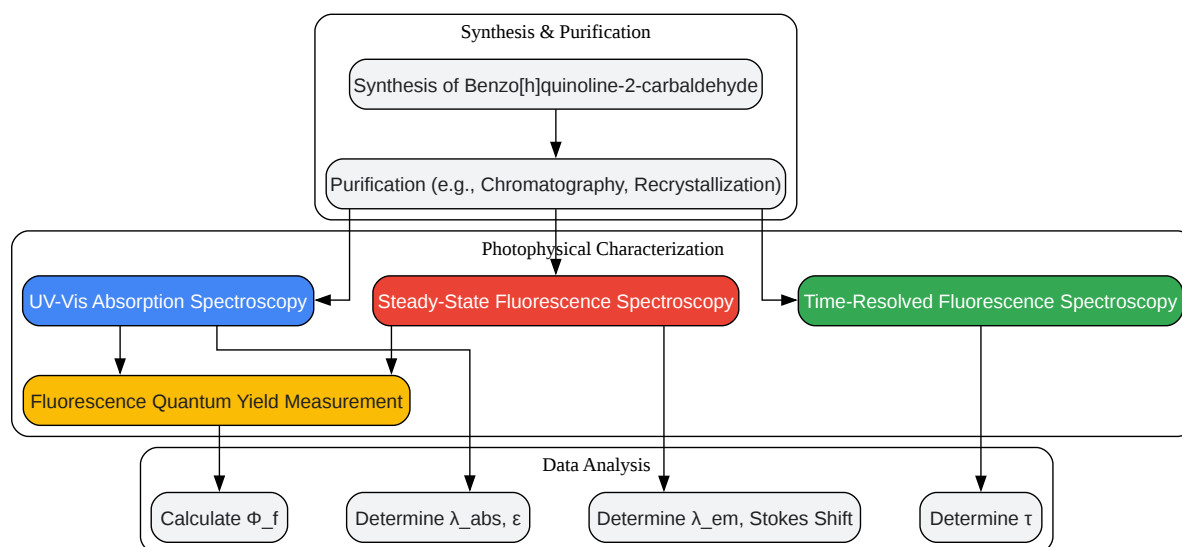 Synthesis & Purification
Synthesis of Benzo[h]quinoline-2-carbaldehyde
Purification (e.g., Chromatography, Recrystallization)
Photophysical Characterization
UV-Vis Absorption Spectroscopy
Steady-State Fluorescence Spectroscopy
Time-Resolved Fluorescence Spectroscopy
Fluorescence Quantum Yield Measurement
Data Analysis
Calculate Φ_f
Determine λ_abs, ε
Determine λ_em, Stokes Shift
Determine τ